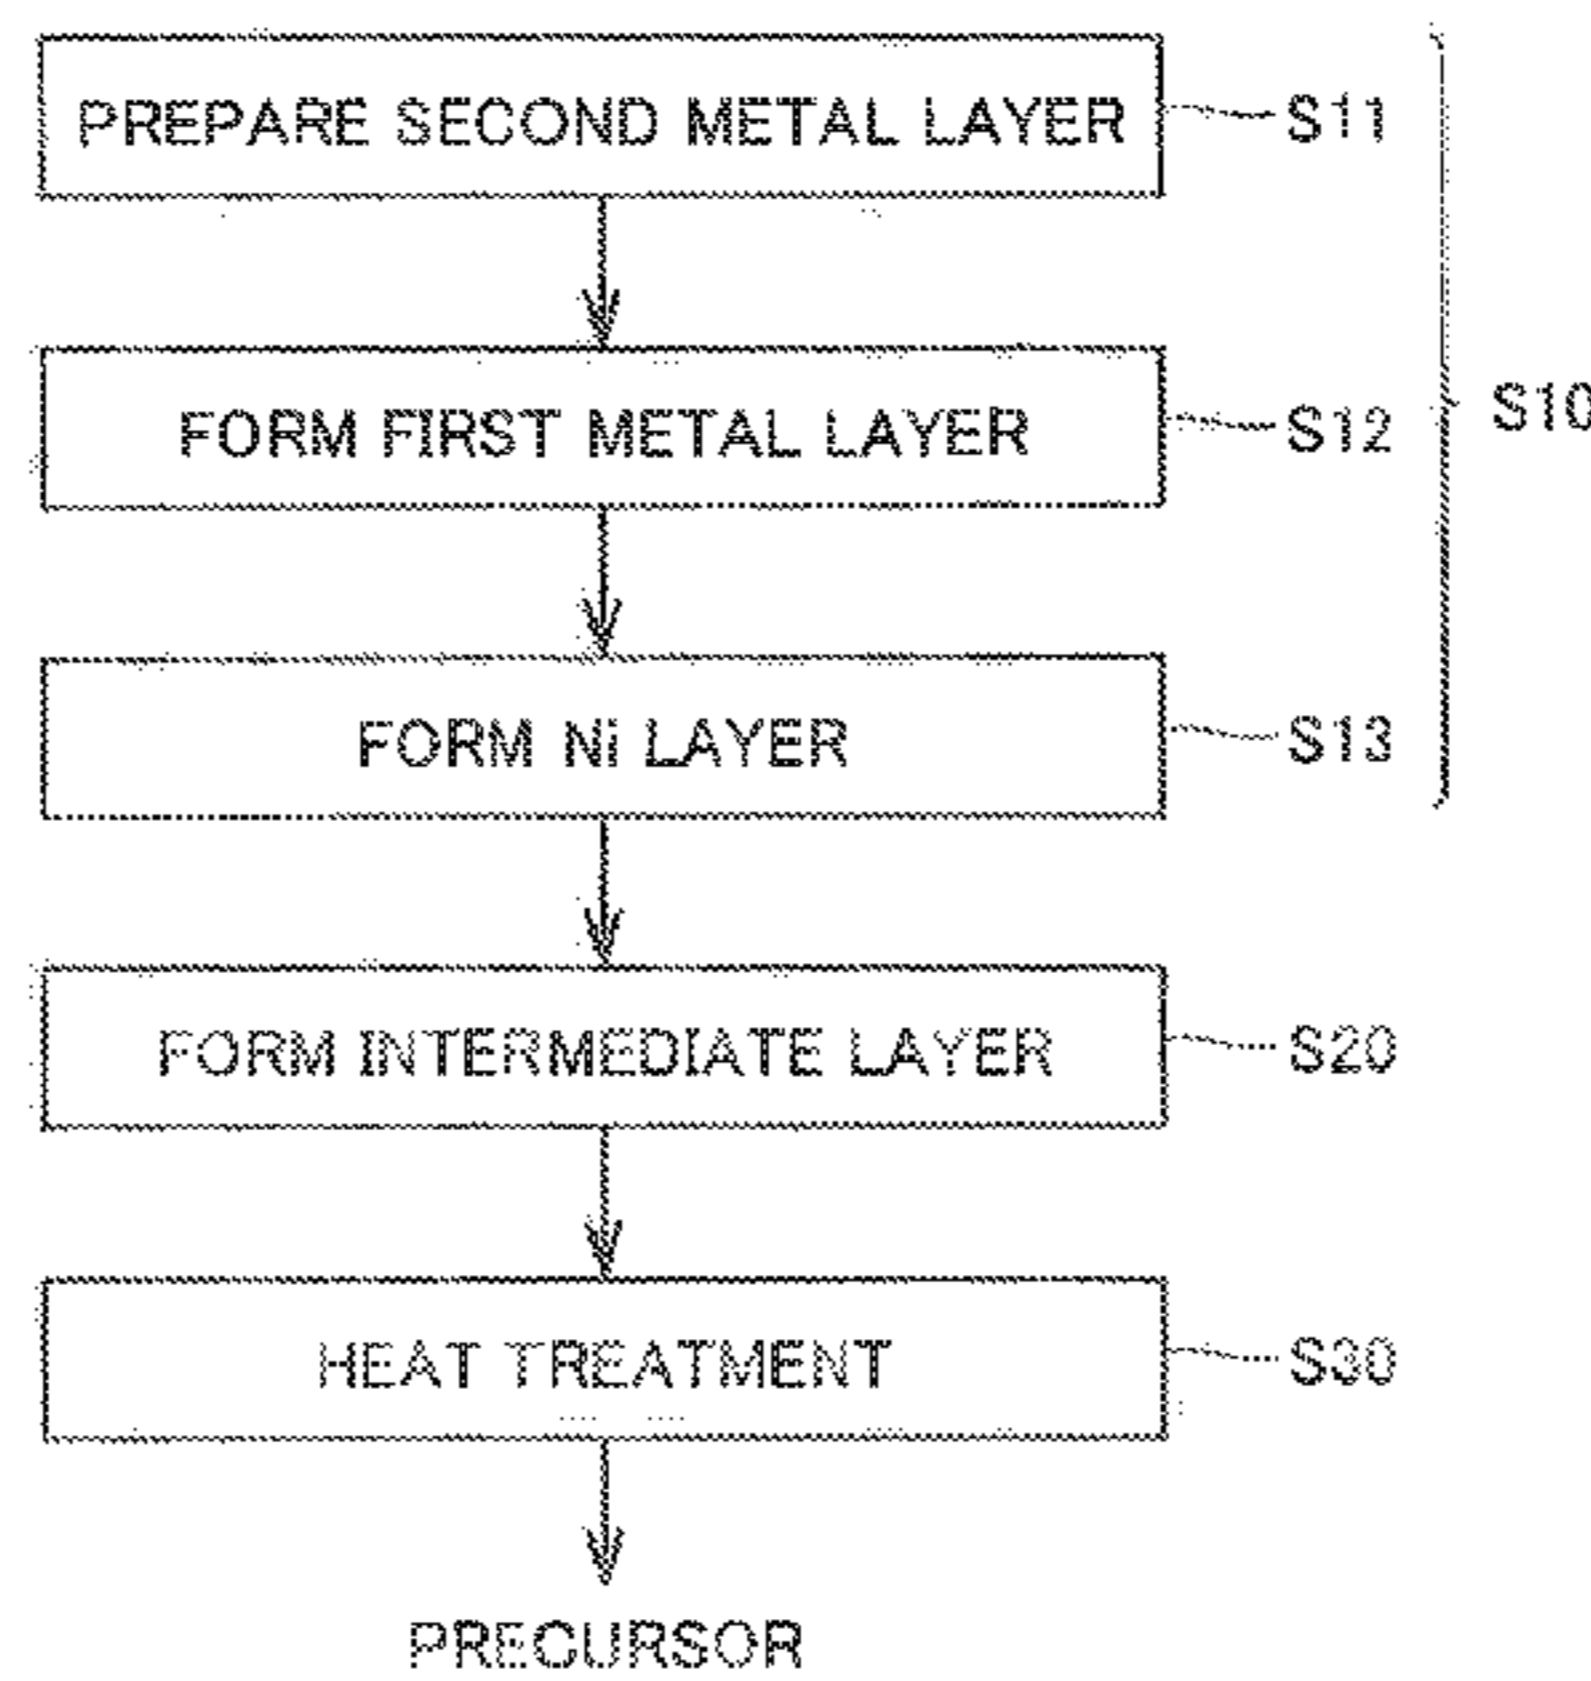 PREPARE SECOND METAL LAYER S11
FORM FIRST METAL LAYER S12
S10
FORM Ni LAYER S13
FORM INTERMEDIATE LAYER S20
HEAT TREATMENT S30
PRECURSOR